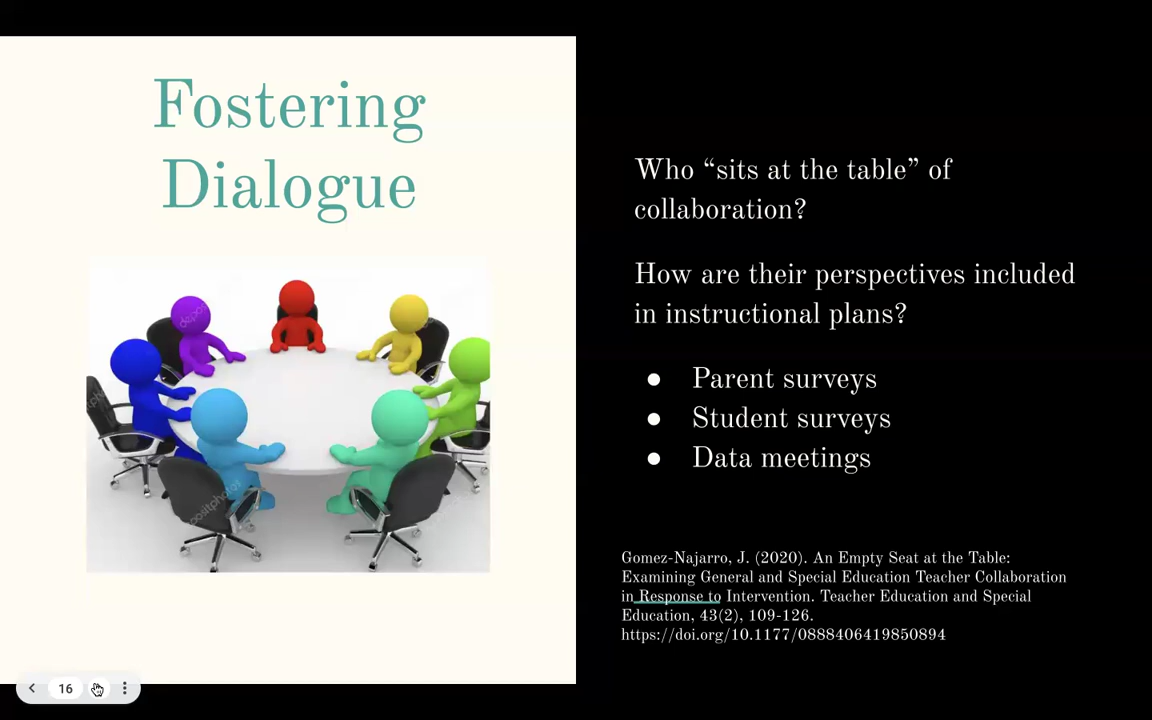 Fostering
Dialogue
Who “sits at the table” of
collaboration?
How are their perspectives included
in instructional plans?
● Parent surveys
● Student surveys
● Data meetings
Gomez-Najarro, J. (2020). An Empty Seat at the Table:
Examining General and Special Education Teacher Collaboration
in Response to Intervention. Teacher Education and Special
Education, 43(2), 109-126.
https://doi.org/10.1177/0888406419850894
16